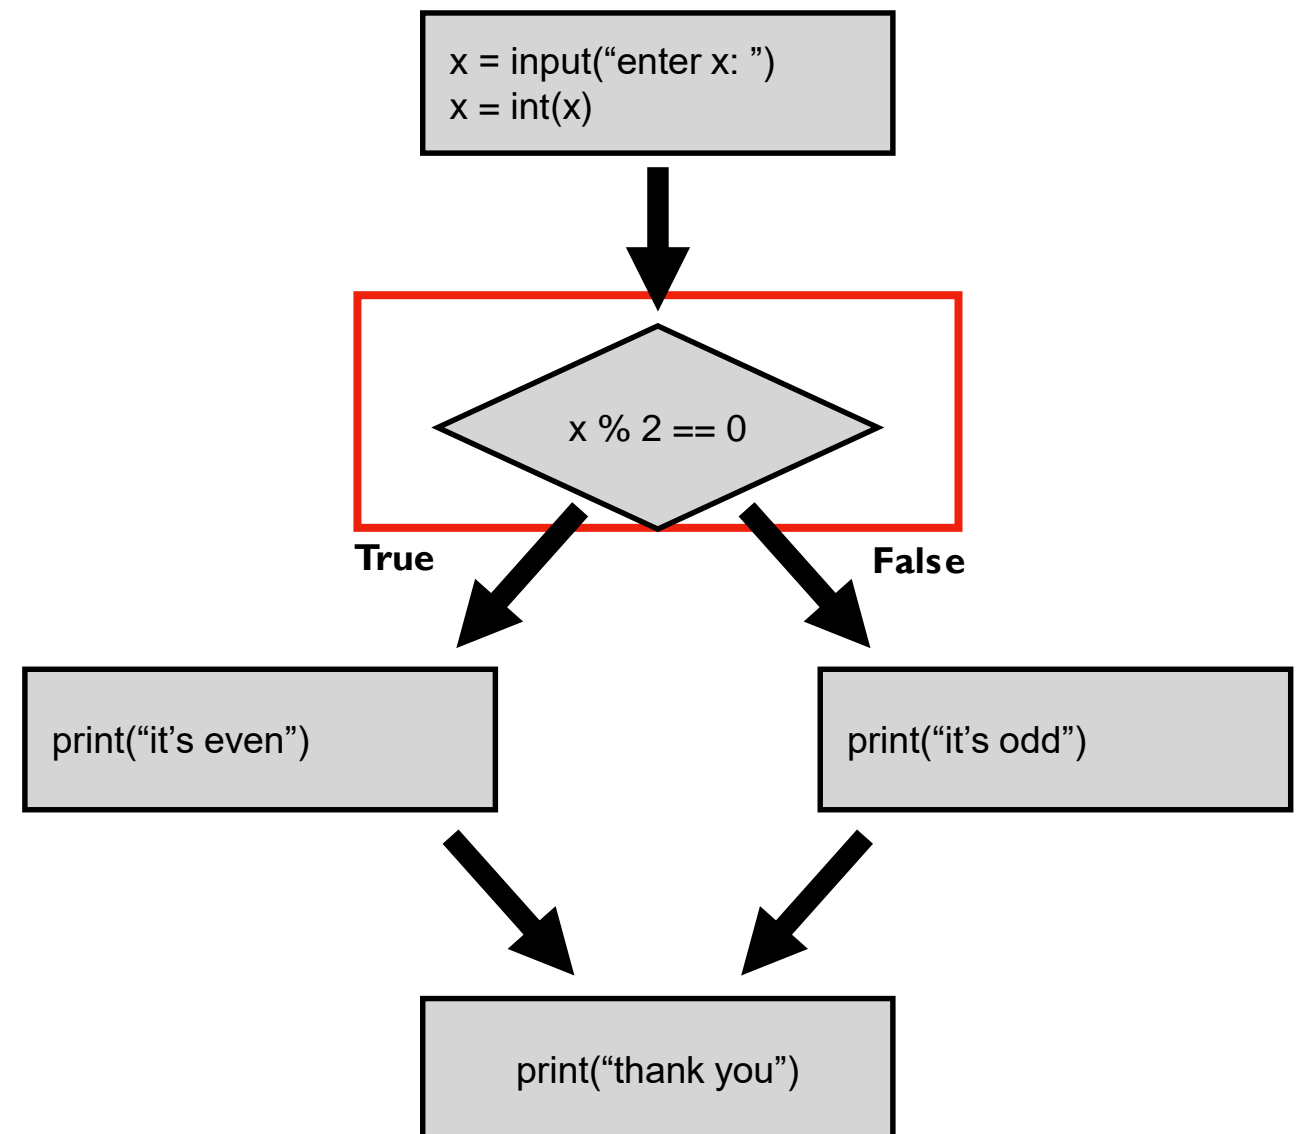 x = input(“enter x: ”)
x = int(x)
x % 2 == 0
True
False
print(“it’s even”)
print(“it’s odd”)
print(“thank you”)